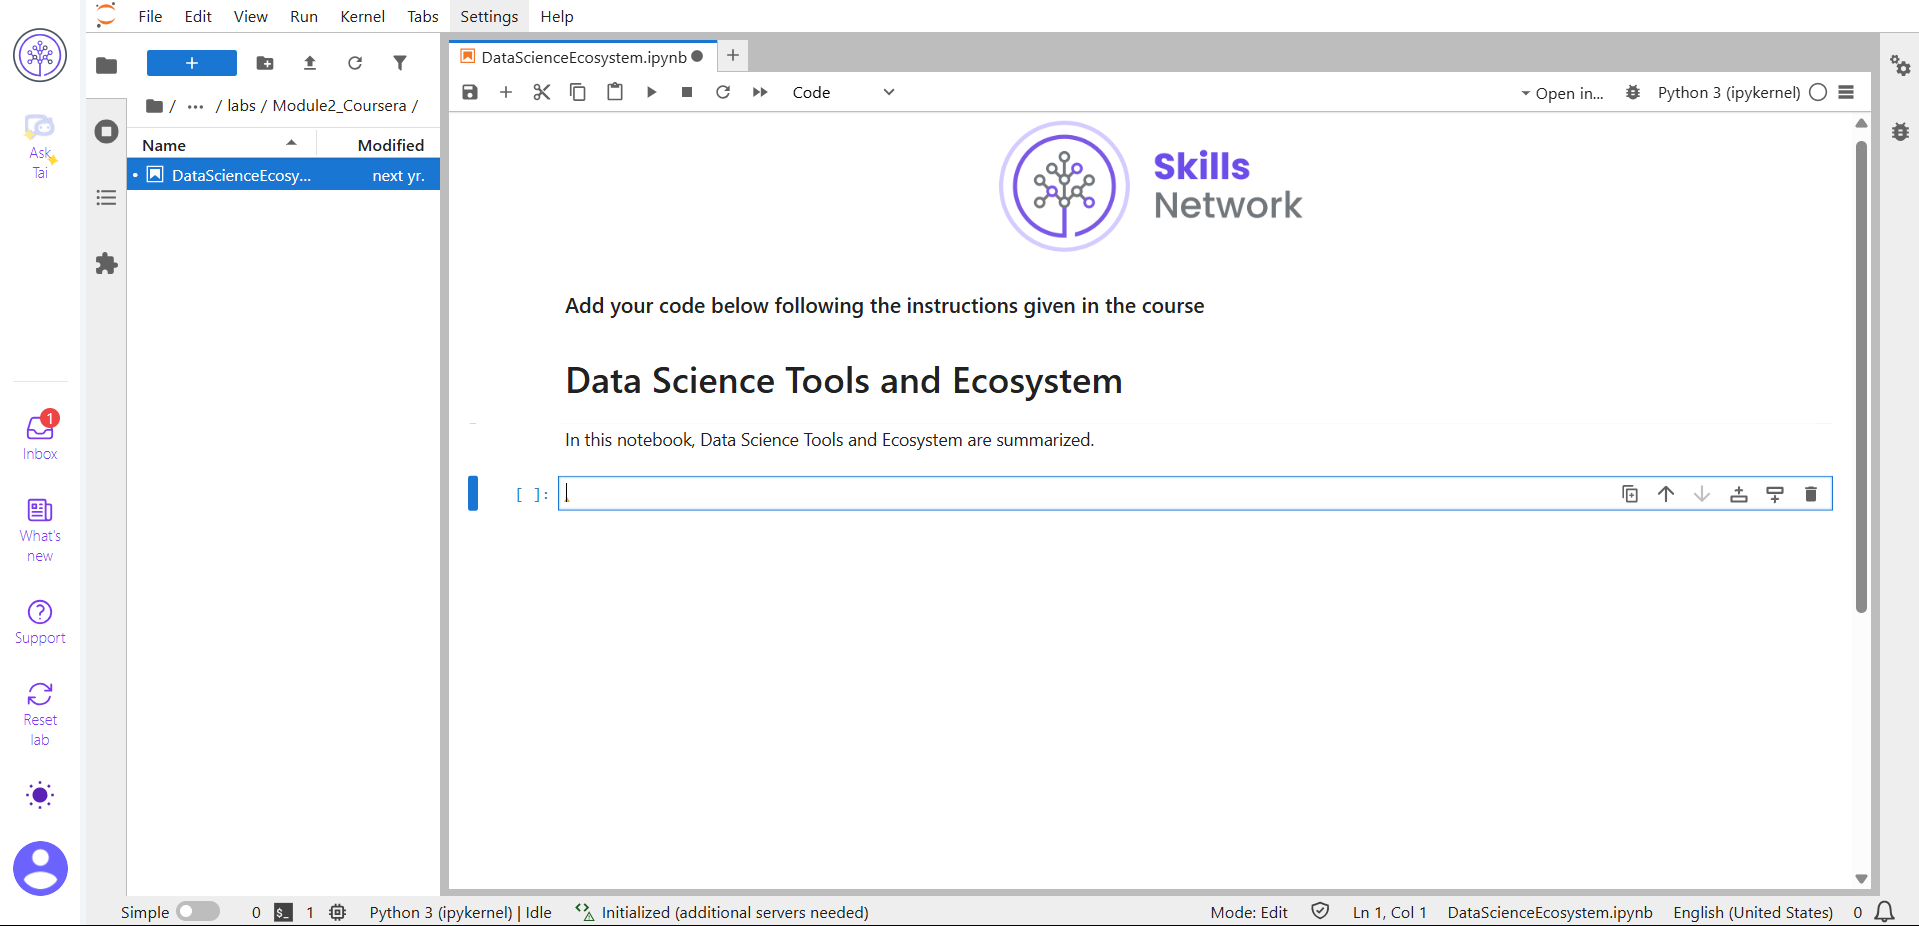 File Edit View Run Kernel Tabs Settings Help
Ask
Tai
Inbox
1
What's
new
Support
Reset
lab
/ ... / labs / Module2_Coursera /
Name Modified
DataScienceEcosy... next yr.
DataScienceEcosystem.ipynb
Code
Open in...
Python 3 (ipykernel)
Skills
Network
Add your code below following the instructions given in the course
Data Science Tools and Ecosystem
In this notebook, Data Science Tools and Ecosystem are summarized.
[ ]:
Simple 0 $_ 1 Python 3 (ipykernel) | Idle Initialized (additional servers needed) Mode: Edit Ln 1, Col 1 DataScienceEcosystem.ipynb English (United States) 0